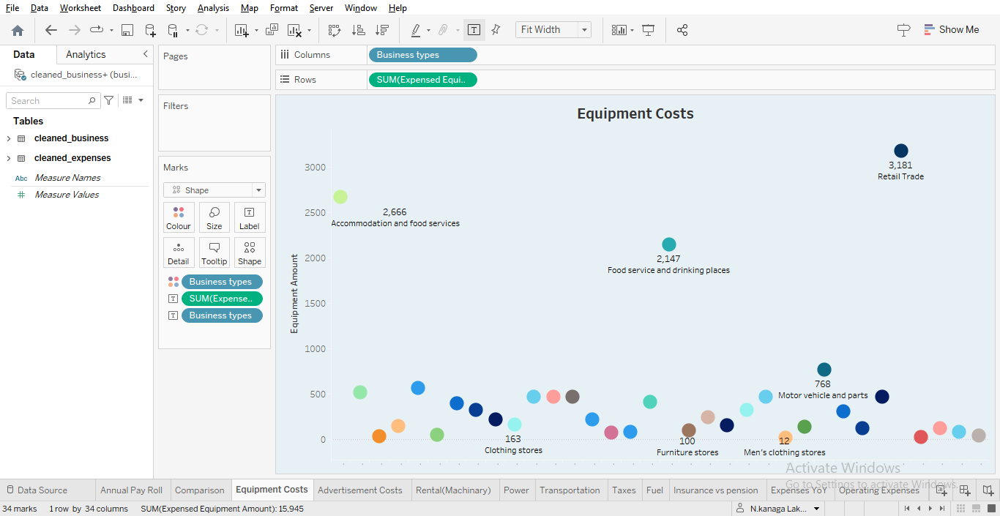 File Data Worksheet Dashboard Story Analysis Map Format Server Window Help
Fit Width
Show Me
Data Analytics
cleaned_business+ (busi...
Search
Tables
cleaned_business
cleaned_expenses
Abc Measure Names
# Measure Values
Pages
Filters
Marks
Shape
Colour Size Label
Detail Tooltip Shape
Business types
SUM(Expense..
Business types
Columns Business types
Rows SUM(Expensed Equi..
Equipment Costs
Equipment Amount
3000
2500
2000
1500
1000
500
0
3,181
Retail Trade
2,666
Accommodation and food services
2,147
Food service and drinking places
768
Motor vehicle and parts
163
Clothing stores
100
Furniture stores
12
Men's clothing stores
Activate Windows
Go to Settings to activate Windows.
Data Source Annual Pay Roll Comparison Equipment Costs Advertisement Costs Rental(Machinary) Power Transportation Taxes Fuel Insurance vs pension Expenses YoY Operating Expenses
34 marks 1 row by 34 columns SUM(Expensed Equipment Amount): 15,945
N.kanaga Lak...